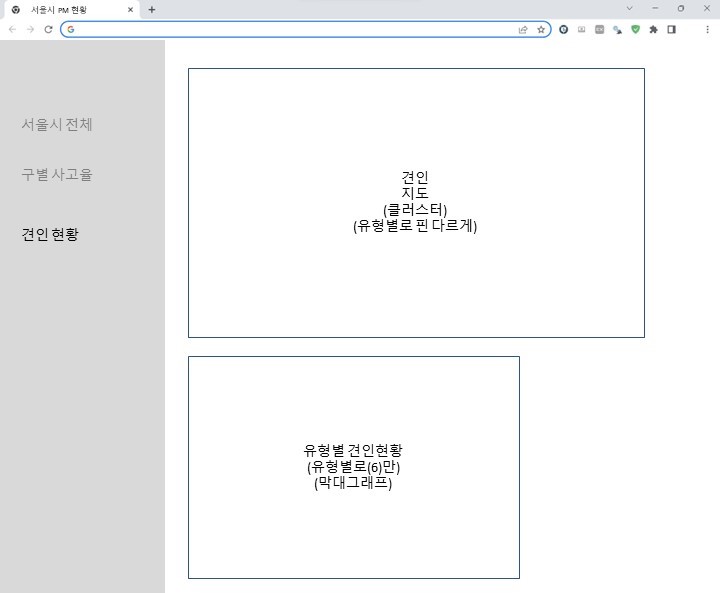 서울시 PM 현황
서울시 전체
구별 사고율
견인 현황
견인
지도
(클러스터)
(유형별로 핀 다르게)
유형별 견인현황
(유형별로(6)만)
(막대그래프)